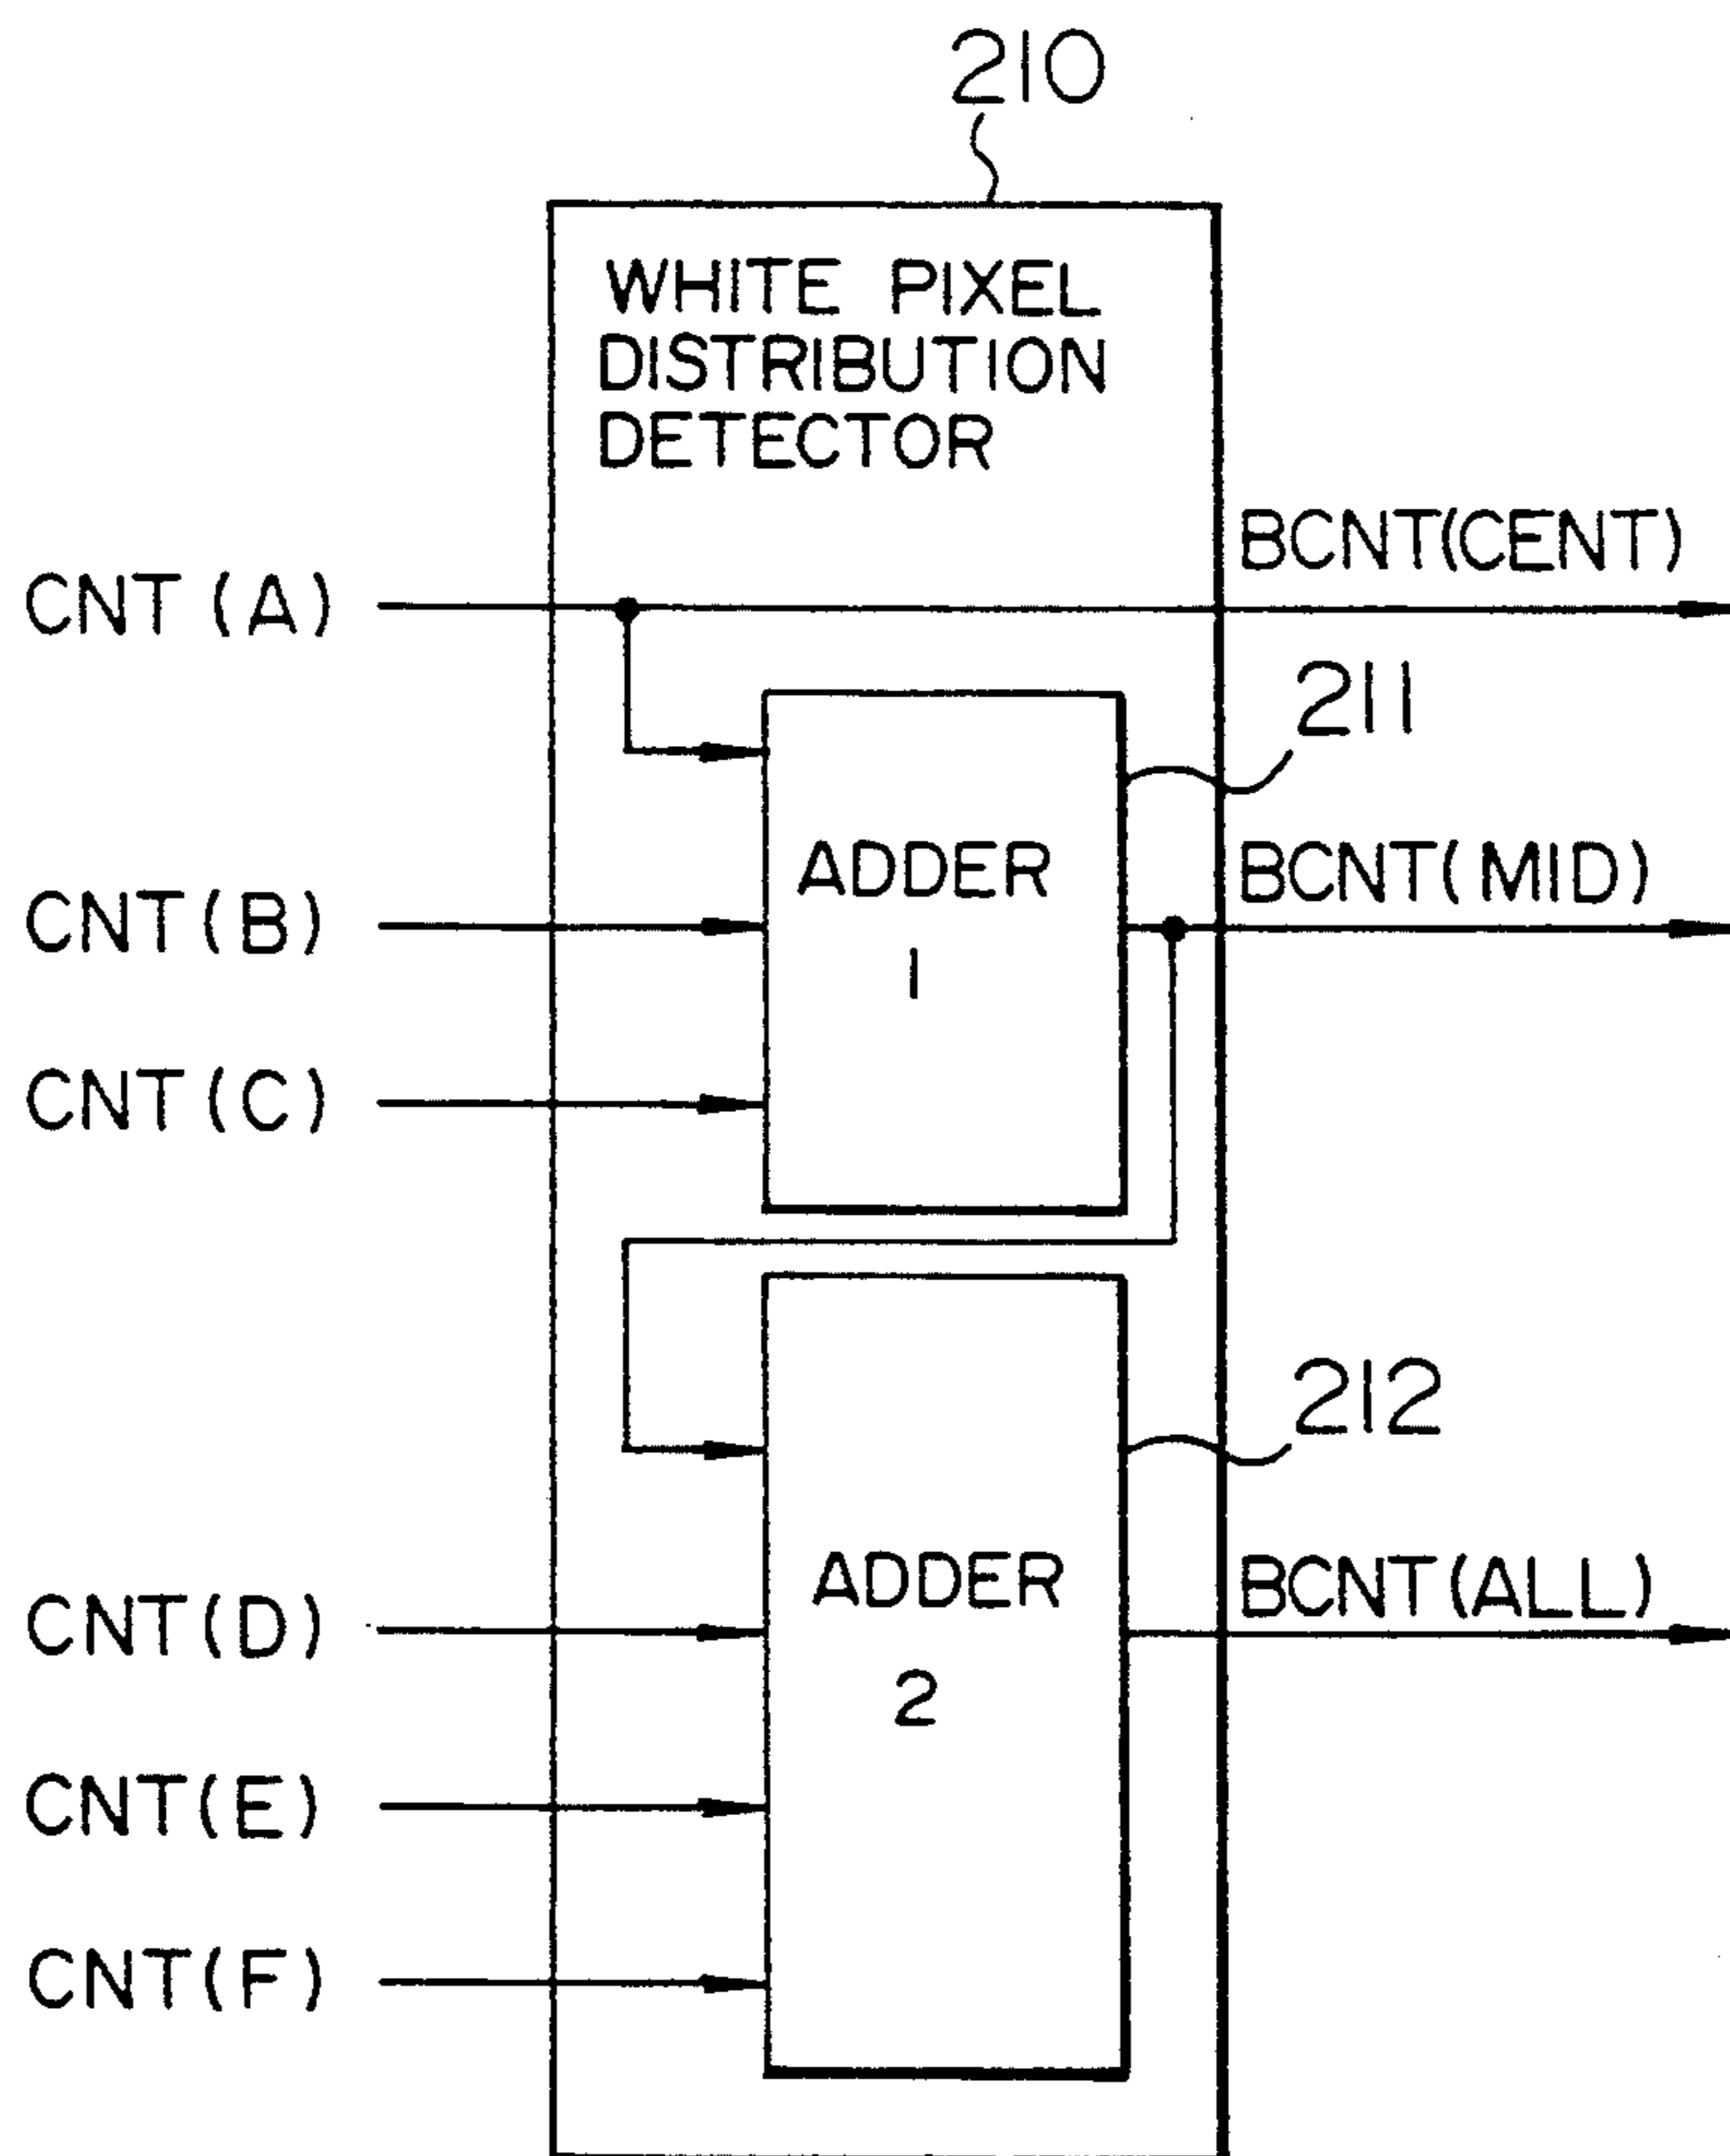 210
WHITE PIXEL
DISTRIBUTION
DETECTOR
BCNT(CENT)
CNT(A)
211
ADDER
1
BCNT(MID)
CNT(B)
CNT(C)
212
ADDER
2
BCNT(ALL)
CNT(D)
CNT(E)
CNT(F)